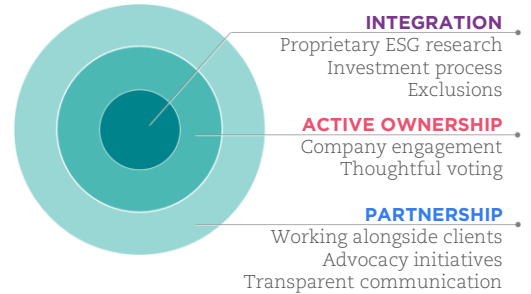 INTEGRATION
Proprietary ESG research
Investment process
Exclusions
ACTIVE OWNERSHIP
Company engagement
Thoughtful voting
PARTNERSHIP
Working alongside clients
Advocacy initiatives
Transparent communication